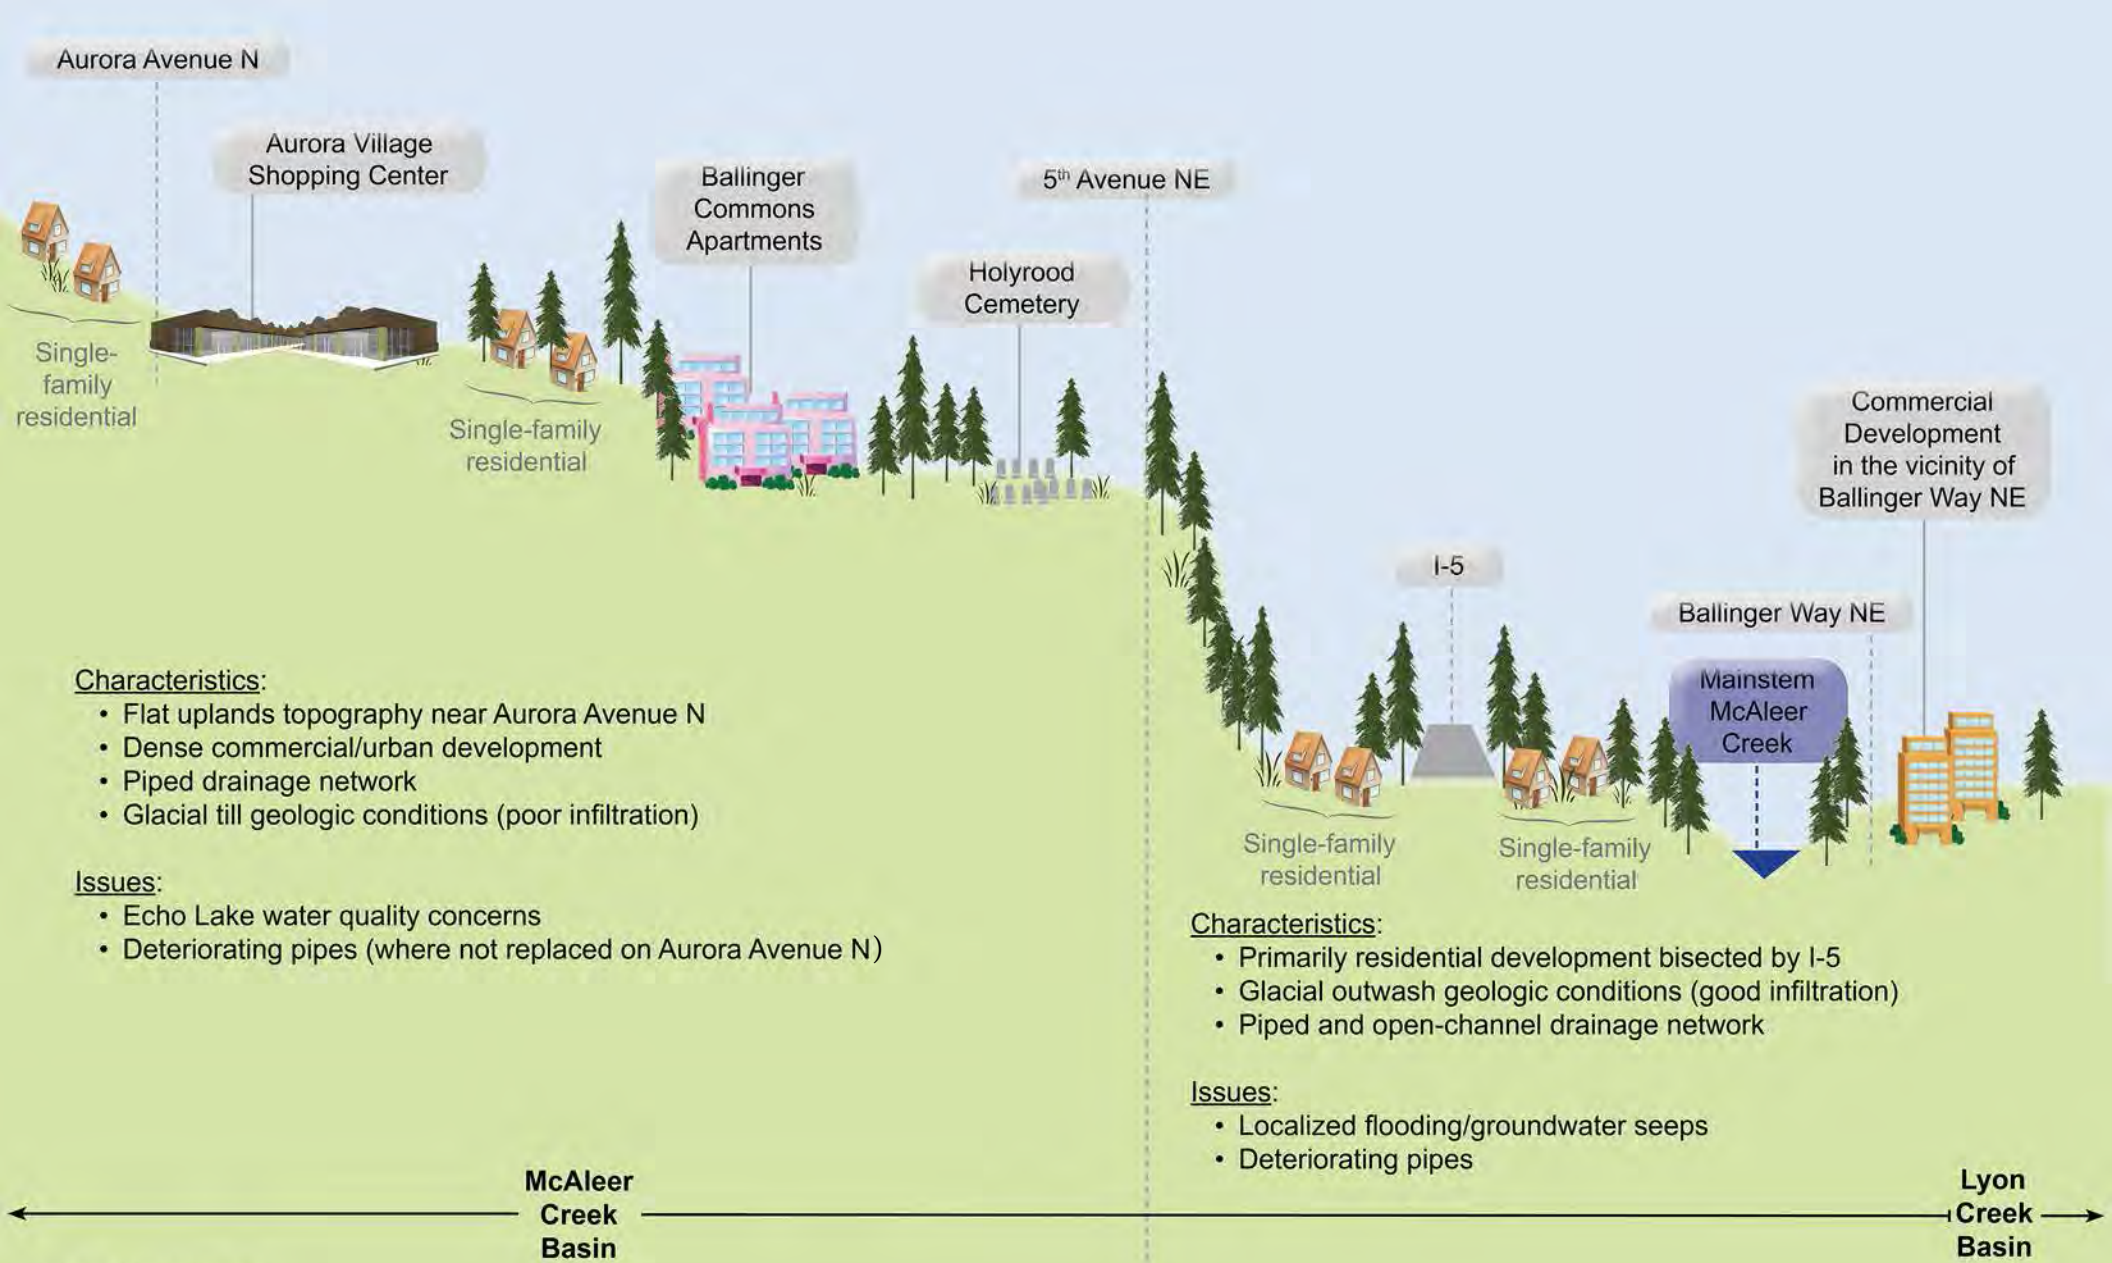 Aurora Avenue N
Aurora Village
Shopping Center
Ballinger
Commons
Apartments
5th Avenue NE
Holyrood
Cemetery
Single-
family
residential
Single-family
residential
Commercial
Development
in the vicinity of
Ballinger Way NE
I-5
Ballinger Way NE
Mainstem
McAleer
Creek
Single-family
residential
Single-family
residential
Characteristics:
• Flat uplands topography near Aurora Avenue N
• Dense commercial/urban development
• Piped drainage network
• Glacial till geologic conditions (poor infiltration)
Issues:
• Echo Lake water quality concerns
• Deteriorating pipes (where not replaced on Aurora Avenue N)
Characteristics:
• Primarily residential development bisected by I-5
• Glacial outwash geologic conditions (good infiltration)
• Piped and open-channel drainage network
Issues:
• Localized flooding/groundwater seeps
• Deteriorating pipes
McAleer
Creek
Basin
Lyon
Creek
Basin